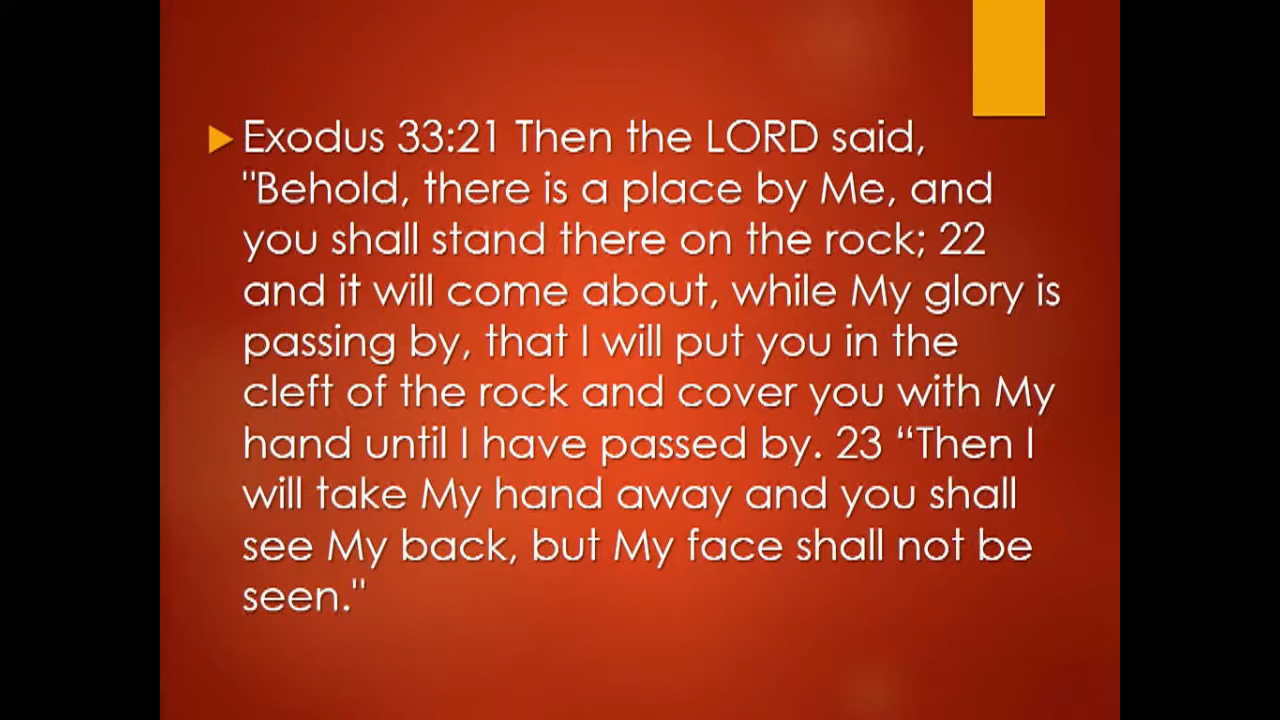 Exodus 33:21 Then the LORD said,
"Behold, there is a place by Me, and
you shall stand there on the rock; 22
and it will come about, while My glory is
passing by, that I will put you in the
cleft of the rock and cover you with My
hand until I have passed by. 23 “Then I
will take My hand away and you shall
see My back, but My face shall not be
seen."